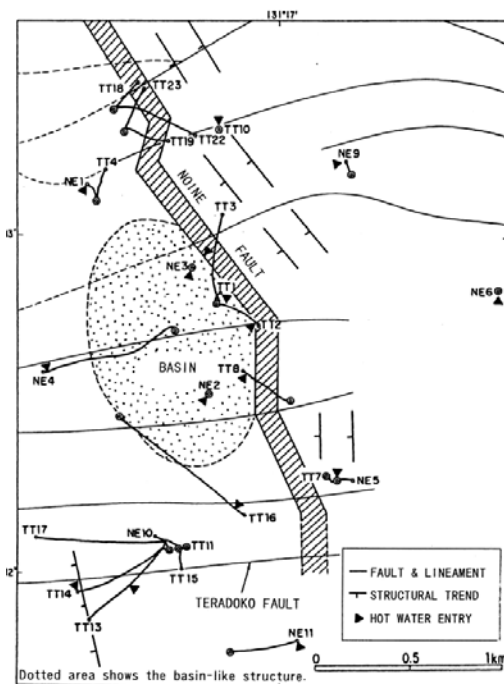 131°17'
TT18
TT23
TT10
TT22
TT19
TT4
NE1
NE9
NOINE
FAULT
TT3
3'
NE3
TT1
NE6
TT2
BASIN
NE4
TT8
NE2
TT7
NE5
TT16
TT17
NE10
TT11
TT15
2'
TT14
TERADOKO FAULT
TT13
NE11
FAULT & LINEAMENT
STRUCTURAL TREND
HOT WATER ENTRY
0 0.5 1km
Dotted area shows the basin-like structure.